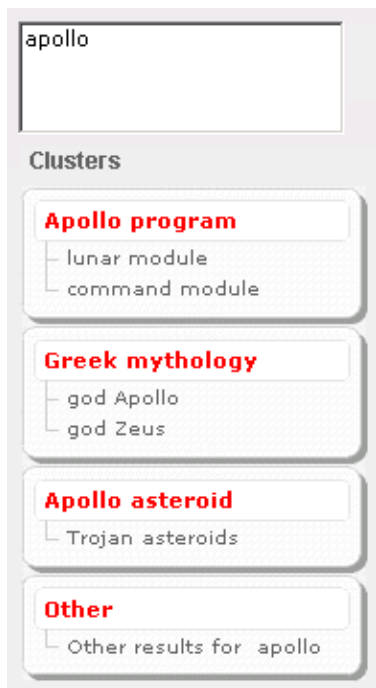 apollo
Clusters
Apollo program
lunar module
command module
Greek mythology
god Apollo
god Zeus
Apollo asteroid
Trojan asteroids
Other
Other results for apollo